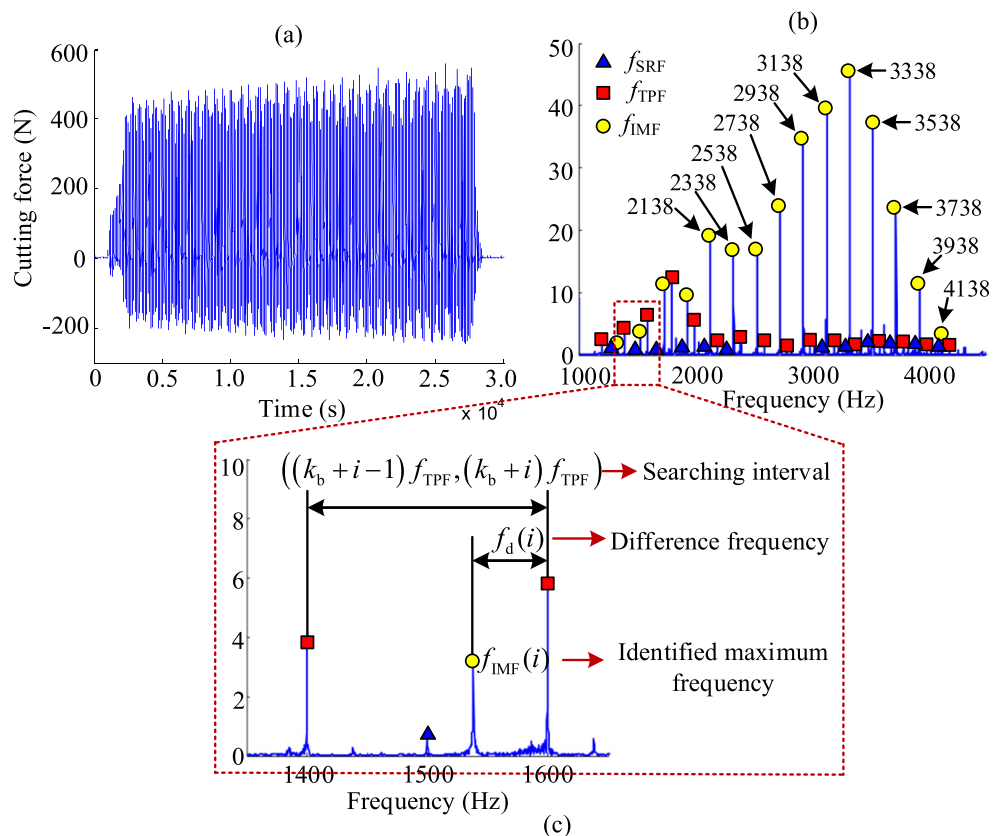 (a)
Cutting force (N)
600
400
200
0
-200
0
0.5
1.0
1.5
2.0
2.5
3.0
Time (s)
x 10^4
(b)
50
40
30
20
10
0
f_SRF
f_TPF
f_IMF
2138
2338
2538
2738
2938
3138
3338
3538
3738
3938
4138
1000
2000
3000
4000
Frequency (Hz)
10
8
6
4
2
0
((k_b + i − 1) f_TPF, (k_b + i) f_TPF)
Searching interval
f_d(i)
Difference frequency
f_IMF(i)
Identified maximum
frequency
1400
1500
1600
Frequency (Hz)
(c)